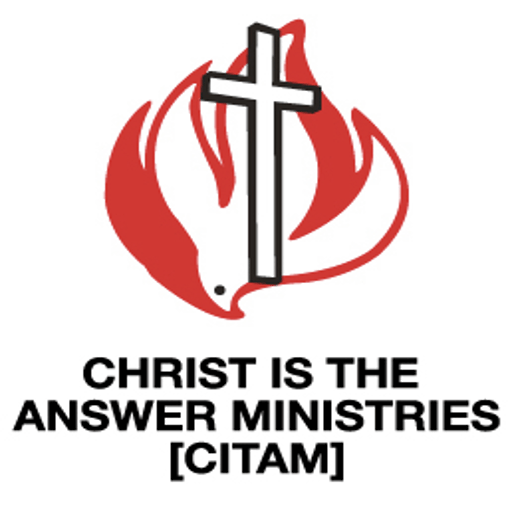 CHRIST IS THE
ANSWER MINISTRIES
[CITAM]